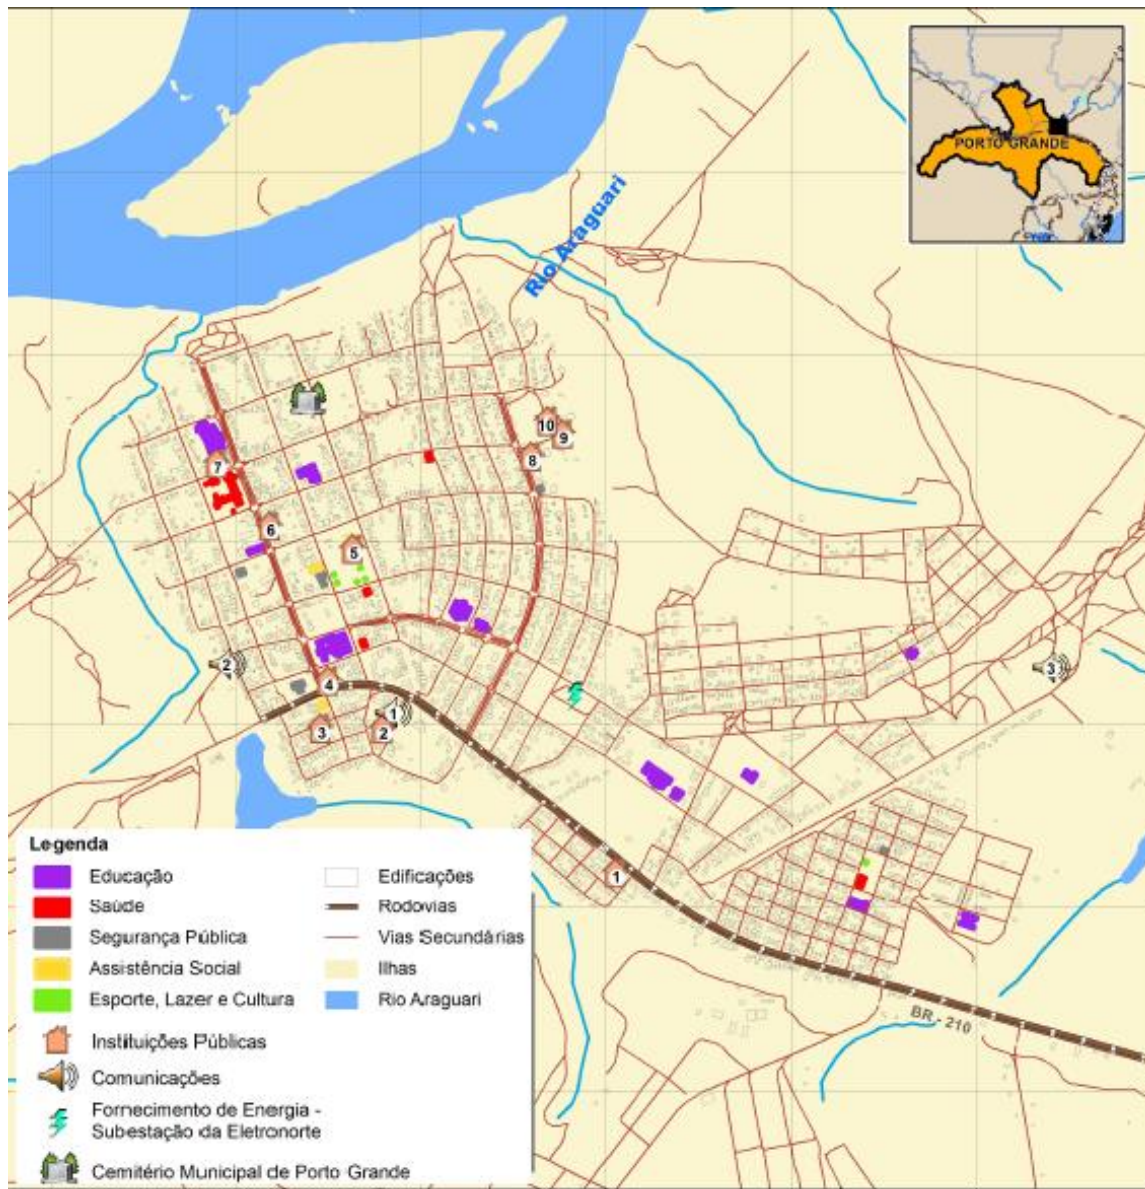 PORTO GRANDE
Rio Araguari
10
9
8
7
6
5
2
3
4
1
3
2
1
BR - 210
Legenda
Educação
Saúde
Segurança Pública
Assistência Social
Esporte, Lazer e Cultura
Edificações
Rodovias
Vias Secundárias
Ilhas
Rio Araguari
Instituições Públicas
Comunicações
Fornecimento de Energia -
Subestação da Eletronorte
Cemitério Municipal de Porto Grande